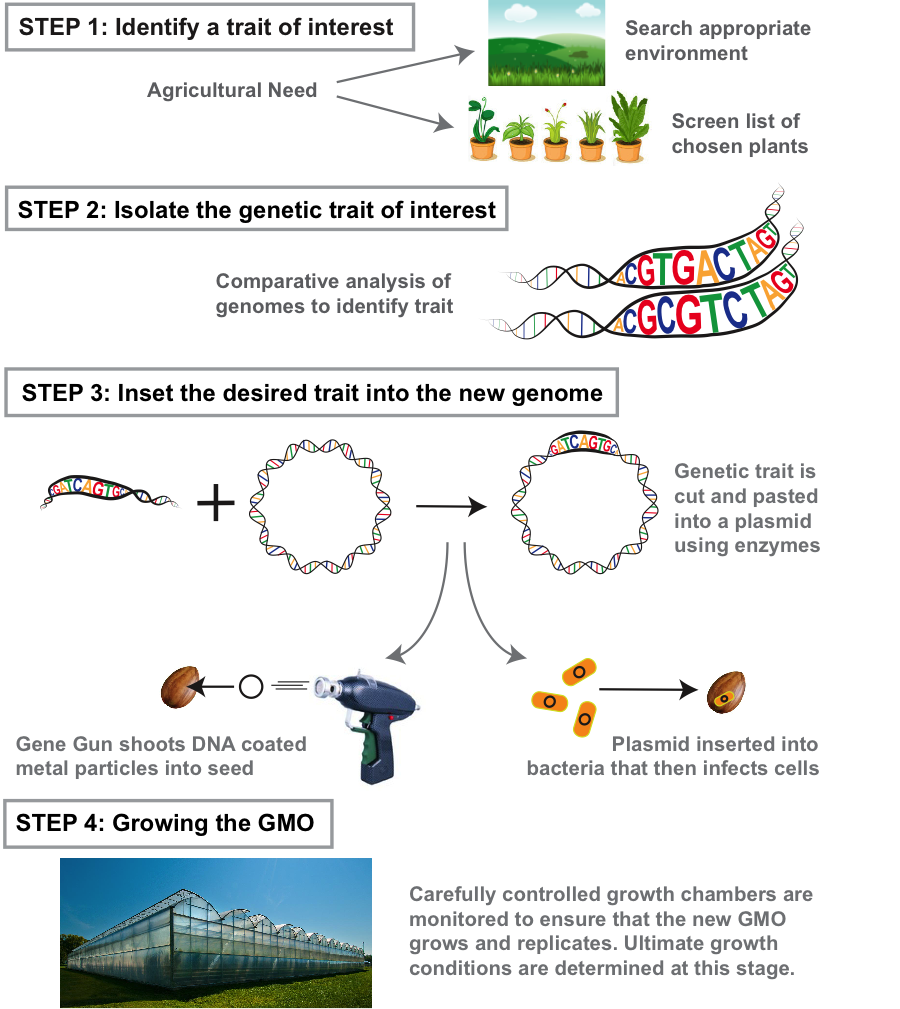 STEP 1: Identify a trait of interest
Agricultural Need
Search appropriate
environment
Screen list of
chosen plants
STEP 2: Isolate the genetic trait of interest
Comparative analysis of
genomes to identify trait
ACGTGACTAGT
ACGCGTCTAGT
STEP 3: Inset the desired trait into the new genome
GATCAGTGC
GATCAGTGC
Genetic trait is
cut and pasted
into a plasmid
using enzymes
Gene Gun shoots DNA coated
metal particles into seed
Plasmid inserted into
bacteria that then infects cells
STEP 4: Growing the GMO
Carefully controlled growth chambers are
monitored to ensure that the new GMO
grows and replicates. Ultimate growth
conditions are determined at this stage.